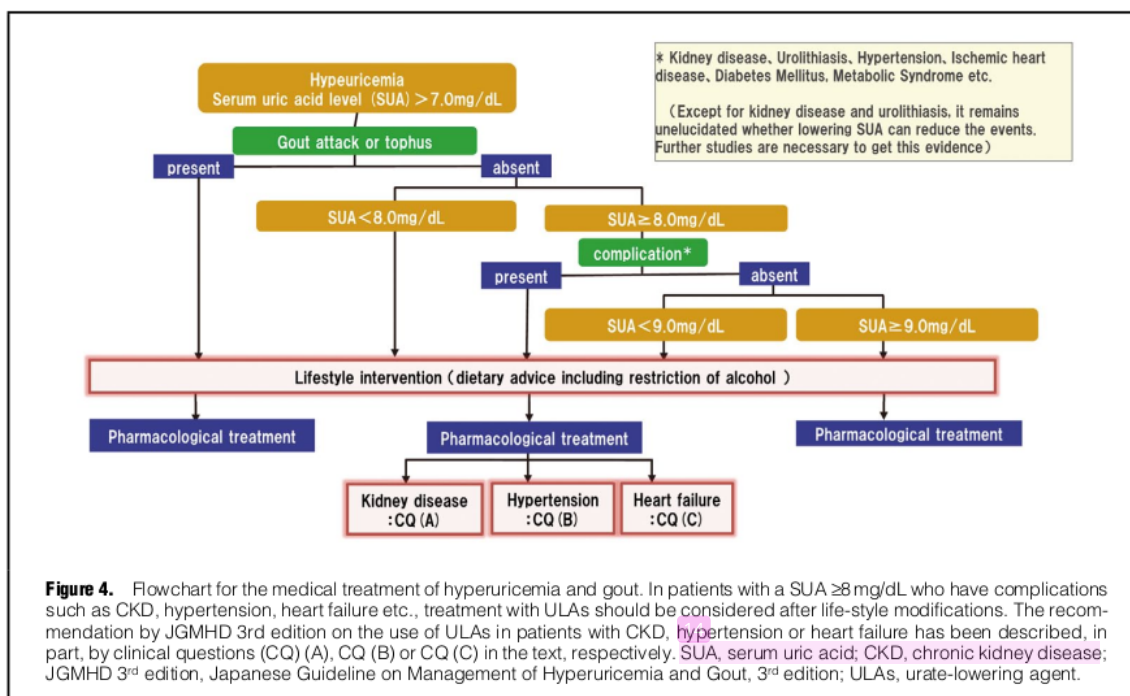 Hypeuricemia
Serum uric acid level (SUA)>7.0mg/dL
* Kidney disease、Urolithiasis、Hypertension、Ischemic heart
disease、Diabetes Mellitus、Metabolic Syndrome etc.
（Except for kidney disease and urolithiasis, it remains
unelucidated whether lowering SUA can reduce the events.
Further studies are necessary to get this evidence）
Gout attack or tophus
present
absent
SUA＜8.0mg/dL
SUA≧8.0mg/dL
complication*
present
absent
SUA＜9.0mg/dL
SUA≧9.0mg/dL
Lifestyle intervention（dietary advice including restriction of alcohol ）
Pharmacological treatment
Pharmacological treatment
Pharmacological treatment
Kidney disease
:CQ(A)
Hypertension
:CQ(B)
Heart failure
:CQ(C)
Figure 4. Flowchart for the medical treatment of hyperuricemia and gout. In patients with a SUA ≥8 mg/dL who have complications
such as CKD, hypertension, heart failure etc., treatment with ULAs should be considered after life-style modifications. The recom-
mendation by JGMHD 3rd edition on the use of ULAs in patients with CKD, hypertension or heart failure has been described, in
part, by clinical questions (CQ) (A), CQ (B) or CQ (C) in the text, respectively. SUA, serum uric acid; CKD, chronic kidney disease;
JGMHD 3rd edition, Japanese Guideline on Management of Hyperuricemia and Gout, 3rd edition; ULAs, urate-lowering agent.